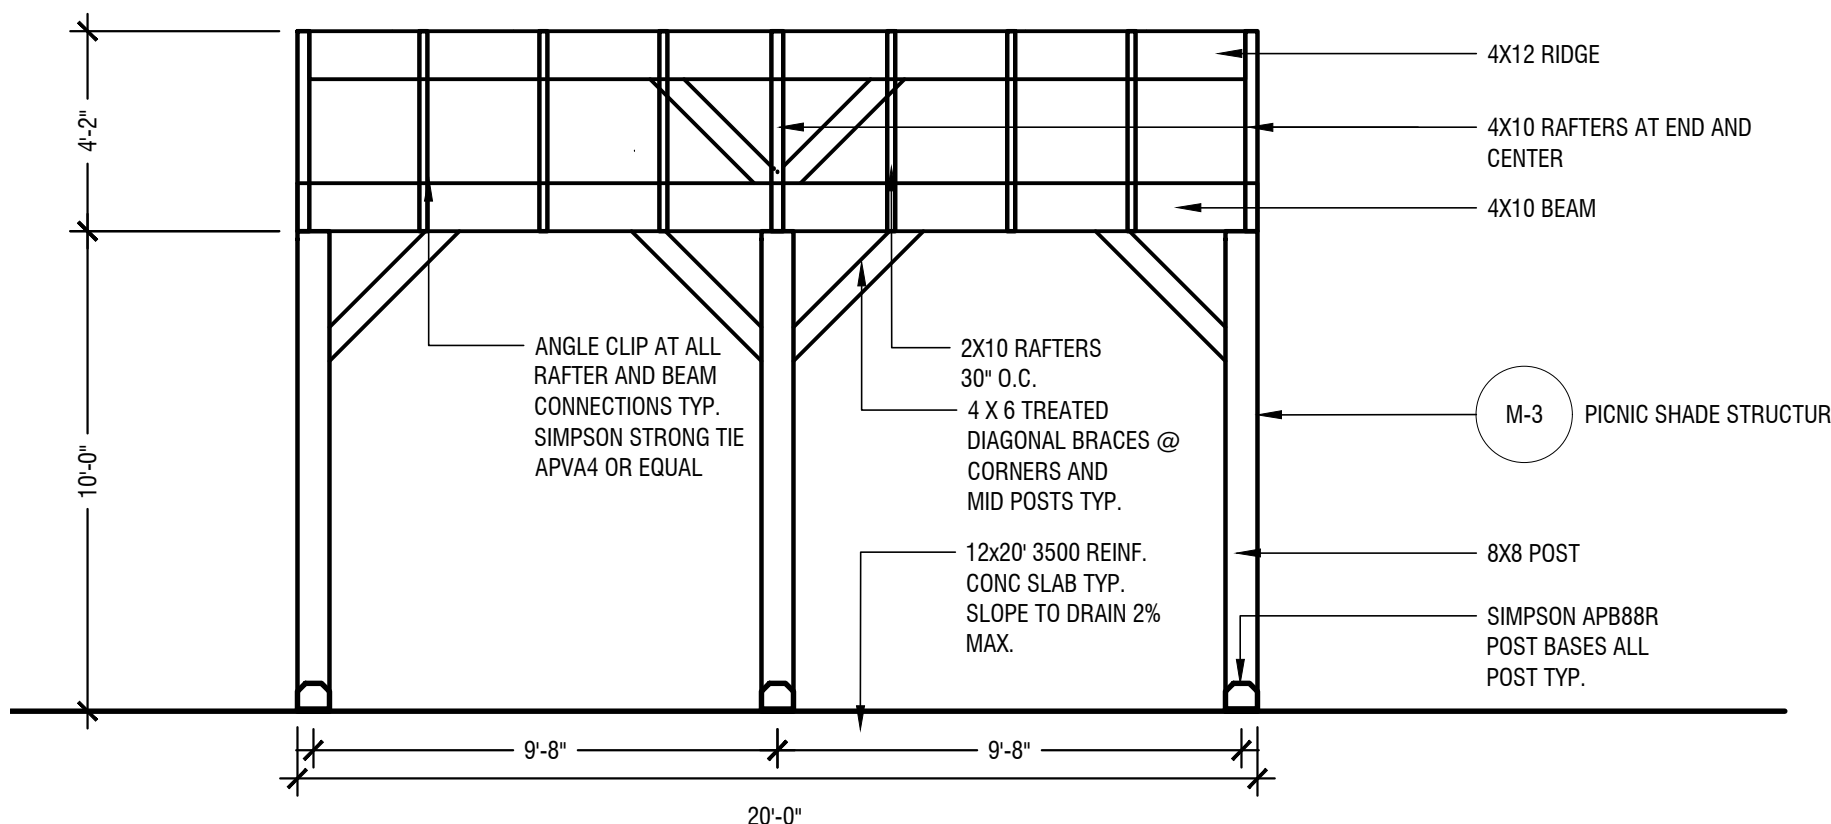 4X12 RIDGE
4X10 RAFTERS AT END AND
CENTER
4X10 BEAM
4'-2"
10'-0"
ANGLE CLIP AT ALL
RAFTER AND BEAM
CONNECTIONS TYP.
SIMPSON STRONG TIE
APVA4 OR EQUAL
2X10 RAFTERS
30" O.C.
4 X 6 TREATED
DIAGONAL BRACES @
CORNERS AND
MID POSTS TYP.
12x20' 3500 REINF.
CONC SLAB TYP.
SLOPE TO DRAIN 2%
MAX.
M-3
PICNIC SHADE STRUCTUR
8X8 POST
SIMPSON APB88R
POST BASES ALL
POST TYP.
9'-8"
9'-8"
20'-0"